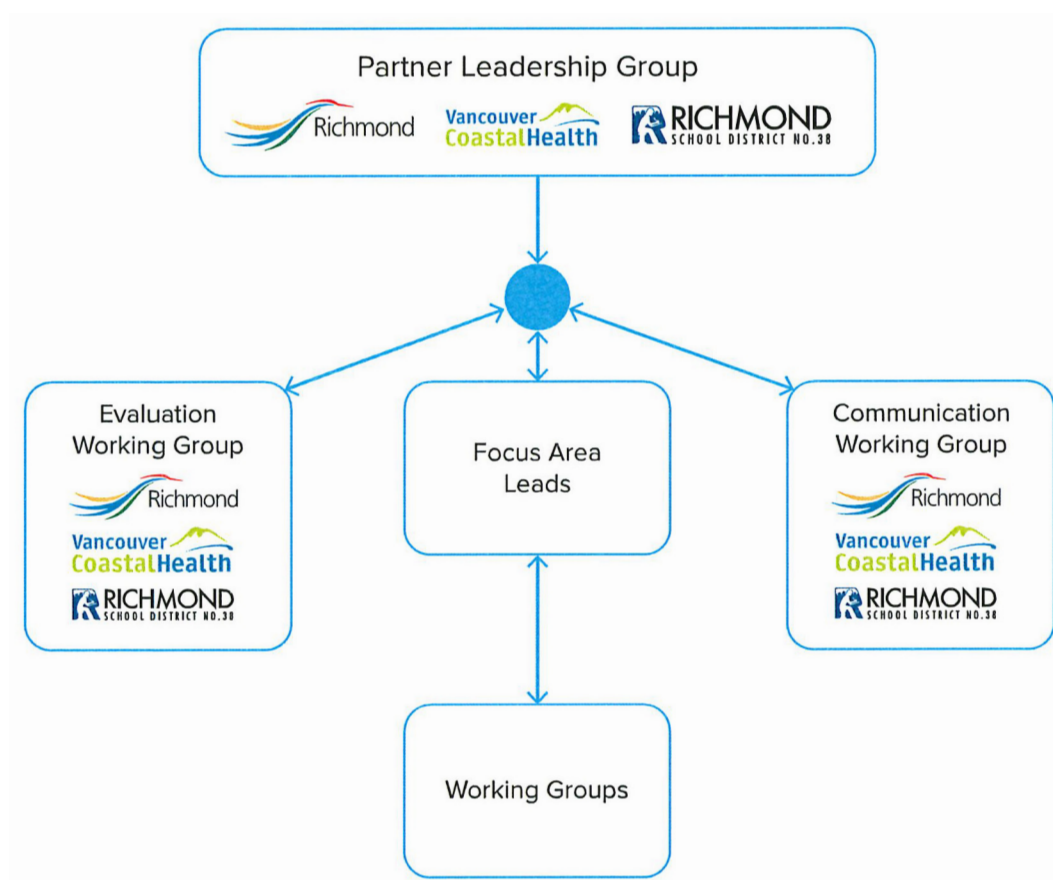 Partner Leadership Group
Richmond
Vancouver
CoastalHealth
RICHMOND
SCHOOL DISTRICT NO.38
Evaluation
Working Group
Richmond
Vancouver
CoastalHealth
RICHMOND
SCHOOL DISTRICT NO.38
Focus Area
Leads
Communication
Working Group
Richmond
Vancouver
CoastalHealth
RICHMOND
SCHOOL DISTRICT NO.38
Working Groups